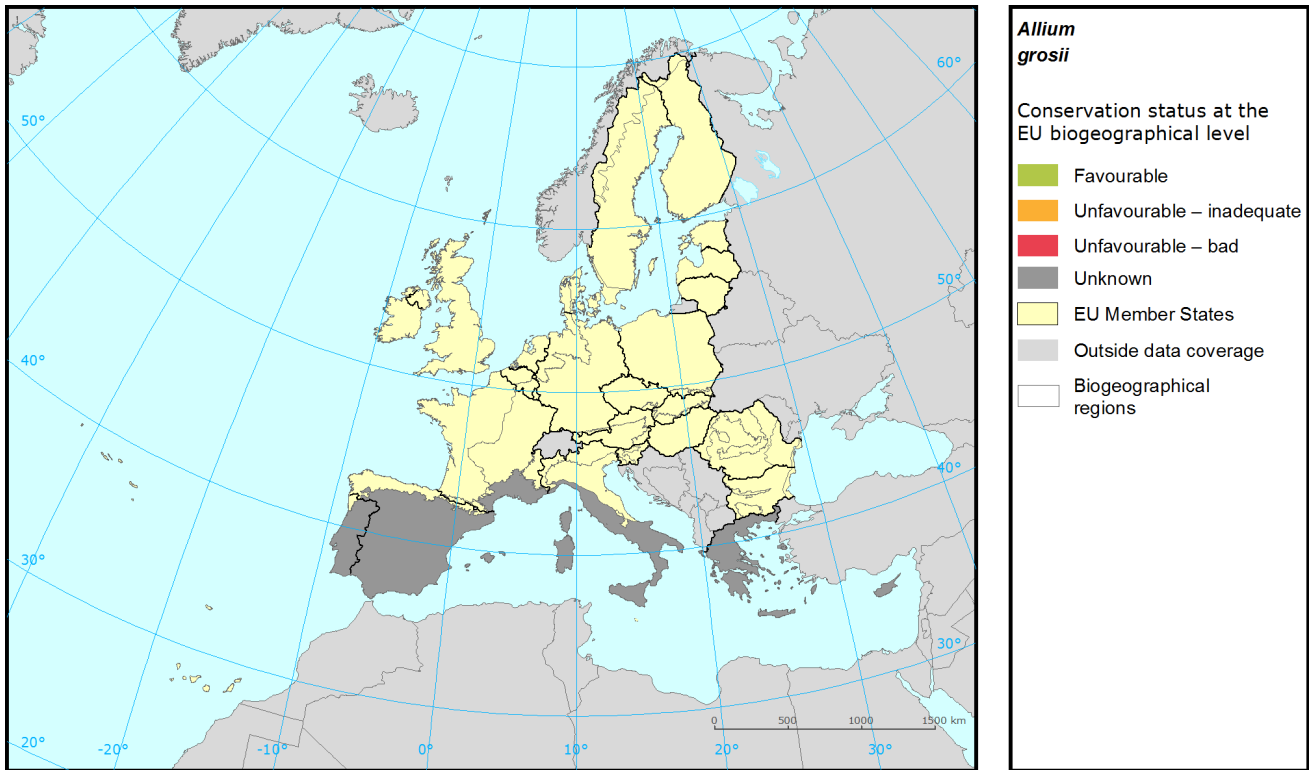 Allium
grosii
Conservation status at the
EU biogeographical level
Favourable
Unfavourable – inadequate
Unfavourable – bad
Unknown
EU Member States
Outside data coverage
Biogeographical
regions
60°
50°
50°
40°
40°
30°
30°
20°
-20°
-10°
0°
10°
20°
30°
0 500 1000 1500 km